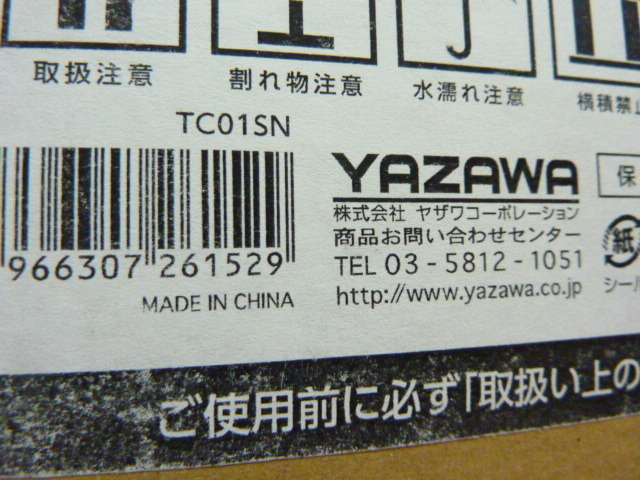 取扱注意
割れ物注意
水濡れ注意
横積禁止
TC01SN
YAZAWA
保
株式会社 ヤザワコーポレーション
商品お問い合わせセンター
紙
966307 261529
TEL 03-5812-1051
シール
MADE IN CHINA
http://www.yazawa.co.jp
ご使用前に必ず「取扱い上の